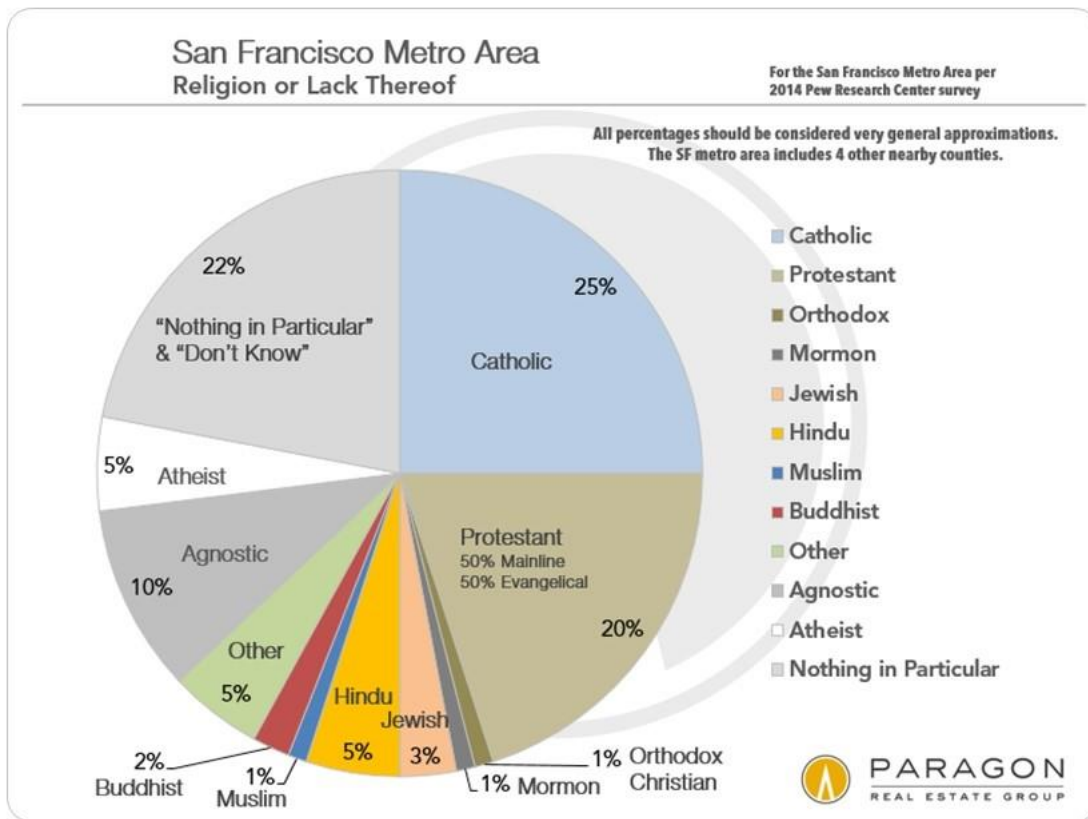 San Francisco Metro Area
Religion or Lack Thereof
For the San Francisco Metro Area per
2014 Pew Research Center survey
All percentages should be considered very general approximations.
The SF metro area includes 4 other nearby counties.
22%
"Nothing in Particular"
& "Don't Know"
25%
Catholic
5%
Atheist
Agnostic
10%
Protestant
50% Mainline
50% Evangelical
20%
Other
5%
Hindu
5%
Jewish
3%
2%
Buddhist
1%
Muslim
1% Mormon
1% Orthodox
Christian
Catholic
Protestant
Orthodox
Mormon
Jewish
Hindu
Muslim
Buddhist
Other
Agnostic
Atheist
Nothing in Particular
PARAGON
REAL ESTATE GROUP